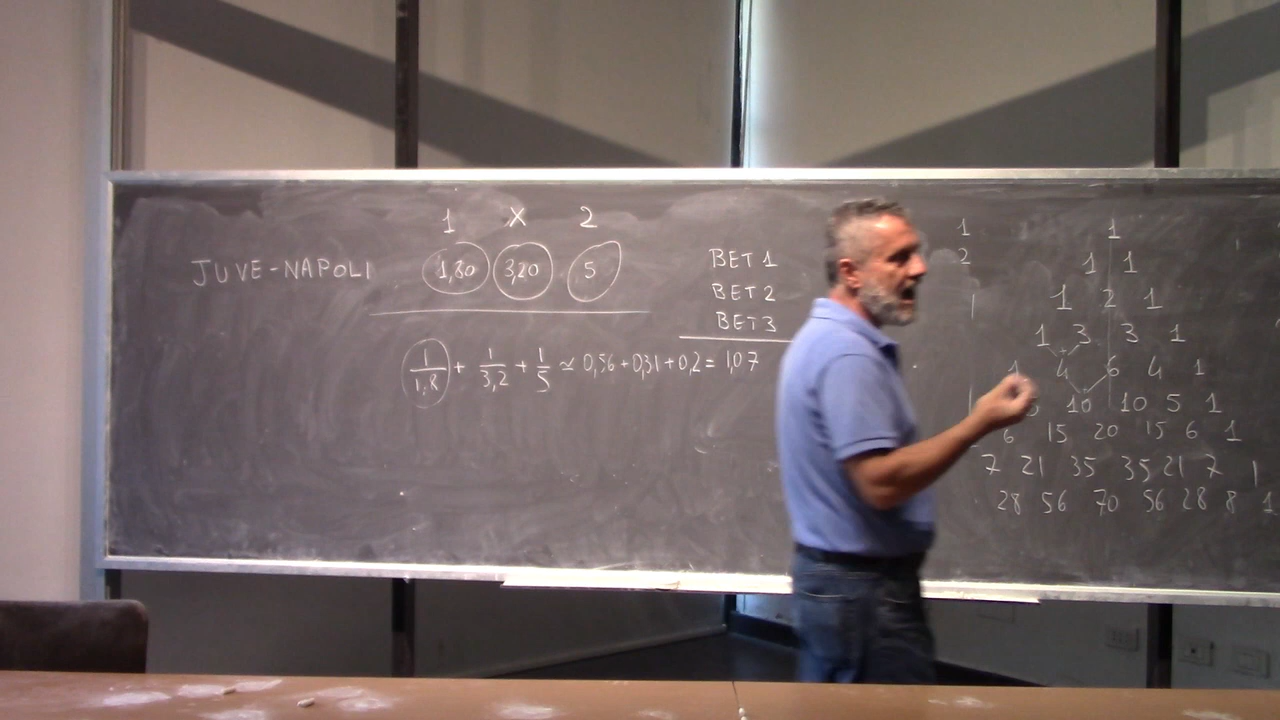 1 X 2
JUVE-NAPOLI 1,80 3,20 5
1/1,8 + 1/3,2 + 1/5 ≃ 0,56+0,31+0,2= 1,07
BET 1
BET 2
BET 3
1
2
1
1 1
1 2 1
1 3 3 1
1 4 6 4 1
1 10 10 5 1
6 15 20 15 6 1
7 21 35 35 21 7 1
28 56 70 56 28 8 1